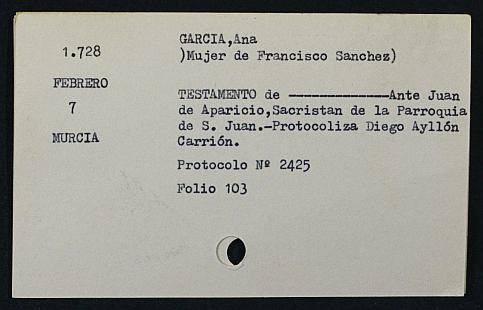 GARCIA,Ana
1.728
)Mujer de Francisco Sanchez)
FEBRERO
TESTAMENTO de ---------------Ante Juan
7
de Aparicio,Sacristan de la Parroquia
de S. Juan.-Protocoliza Diego Ayllón
MURCIA
Carrión.
Protocolo Nº 2425
Folio 103